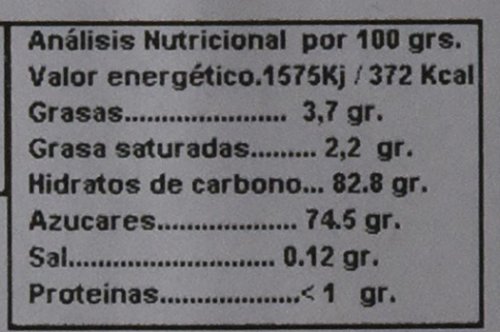 Análisis Nutricional por 100 grs.
Valor energético.1575Kj / 372 Kcal
Grasas....................... 3,7 gr.
Grasa saturadas......... 2,2 gr.
Hidratos de carbono... 82.8 gr.
Azucares.................... 74.5 gr.
Sal............................. 0.12 gr.
Proteinas....................< 1 gr.